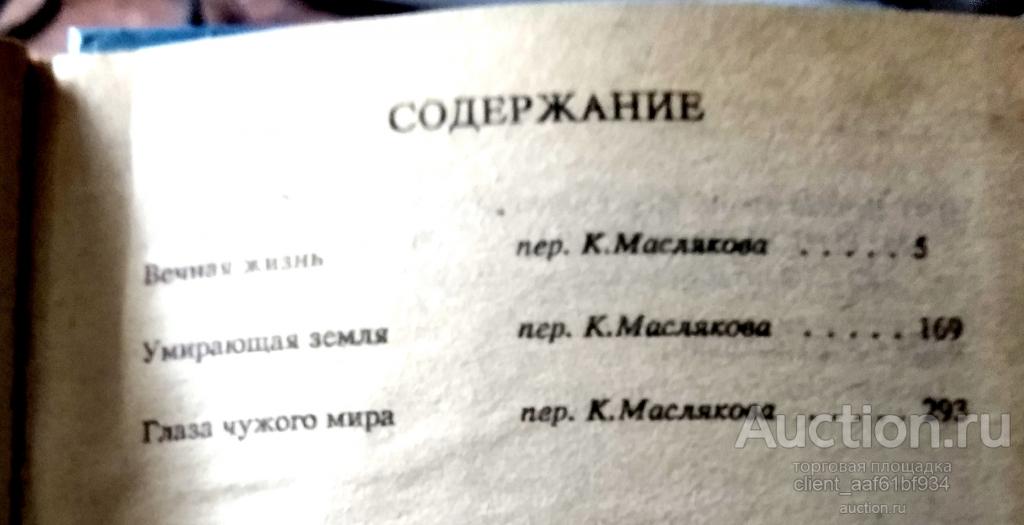 СОДЕРЖАНИЕ
Вечная жизнь пер. К.Маслякова ..... 5
Умирающая земля пер. К.Маслякова ..... 169
Глаза чужого мира пер. К.Маслякова ..... 293
Auction.ru
торговая площадка
client_aaf61bf934
auction.ru